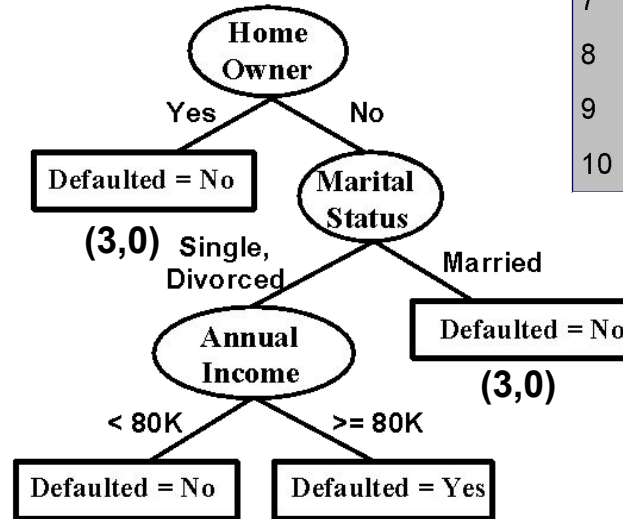 Home
Owner
7
8
9
10
Yes
No
Defaulted = No
Marital
Status
(3,0)
Single,
Divorced
Married
Annual
Income
Defaulted = No
(3,0)
< 80K
>= 80K
Defaulted = No
Defaulted = Yes